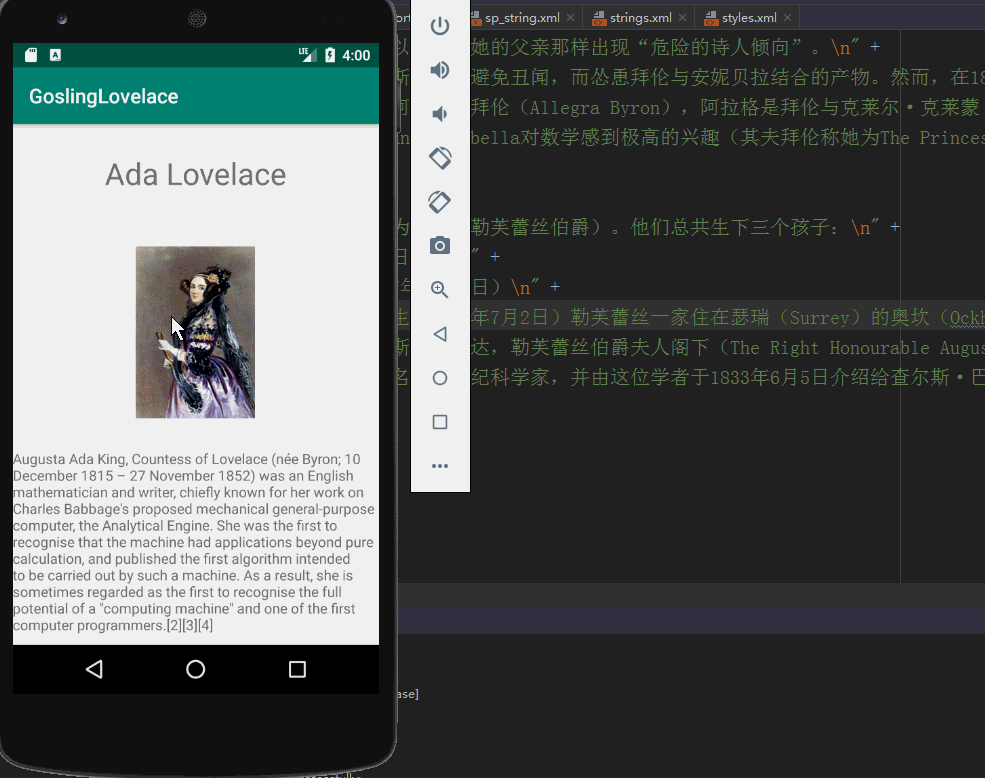 LTE
4:00
GoslingLovelace
Ada Lovelace
Augusta Ada King, Countess of Lovelace (née Byron; 10
December 1815 – 27 November 1852) was an English
mathematician and writer, chiefly known for her work on
Charles Babbage's proposed mechanical general-purpose
computer, the Analytical Engine. She was the first to
recognise that the machine had applications beyond pure
calculation, and published the first algorithm intended
to be carried out by such a machine. As a result, she is
sometimes regarded as the first to recognise the full
potential of a "computing machine" and one of the first
computer programmers.[2][3][4]
sp_string.xml
strings.xml
styles.xml
以 她的父亲那样出现“危险的诗人倾向”。\n" +
斯 避免丑闻，而怂恿拜伦与安妮贝拉结合的产物。然而，在18
阿 拜伦（Allegra Byron），阿拉格是拜伦与克莱尔·克莱蒙
bella对数学感到极高的兴趣（其夫拜伦称她为The Princes
为 勒芙蕾丝伯爵）。他们总共生下三个孩子：\n" +
日 " +
日）\n" +
生 年7月2日）勒芙蕾丝一家住在瑟瑞（Surrey）的奥坎（Ockh
斯 达，勒芙蕾丝伯爵夫人阁下（The Right Honourable Augus
名 纪科学家，并由这位学者于1833年6月5日介绍给查尔斯·巴
ase]